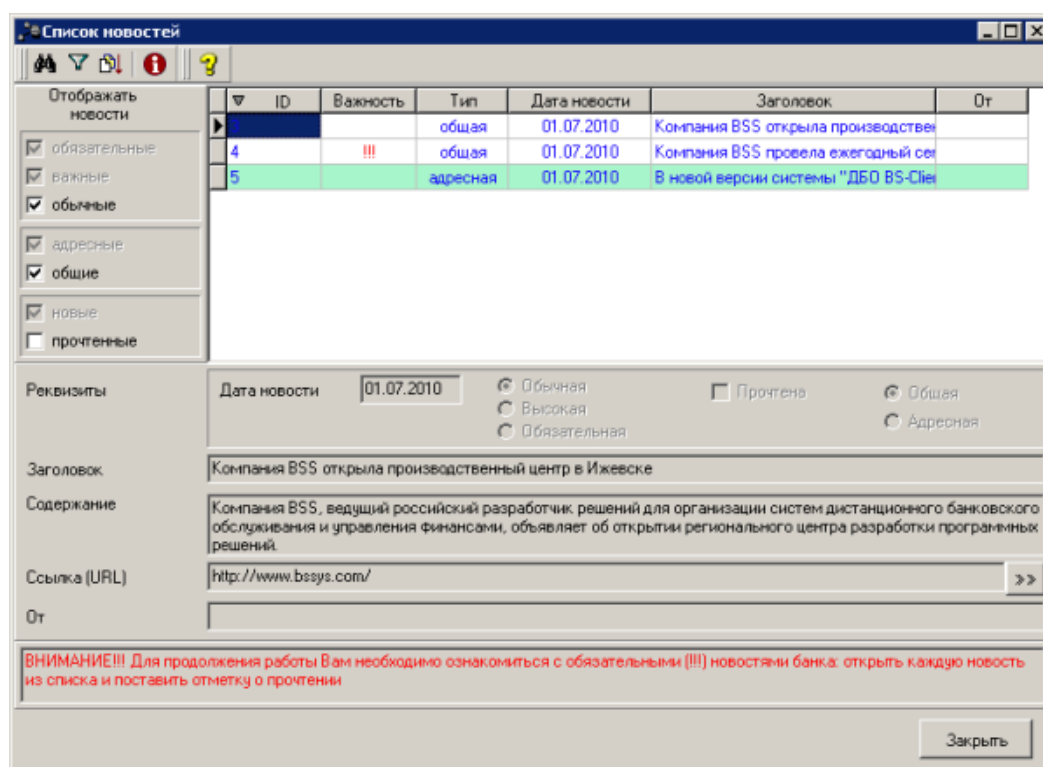 Список новостей
Отображать
новости
обязательные
важные
обычные
адресные
общие
новые
прочтенные
ID Важность Тип Дата новости Заголовок От
общая 01.07.2010 Компания BSS открыла производствен
4 !!! общая 01.07.2010 Компания BSS провела ежегодный сем
5 адресная 01.07.2010 В новой версии системы "ДБО BS-Clien
Реквизиты
Дата новости 01.07.2010
Обычная
Высокая
Обязательная
Прочтена
Общая
Адресная
Заголовок
Компания BSS открыла производственный центр в Ижевске
Содержание
Компания BSS, ведущий российский разработчик решений для организации систем дистанционного банковского
обслуживания и управления финансами, объявляет об открытии регионального центра разработки программных
решений.
Ссылка (URL)
http://www.bssys.com/ >>
От
ВНИМАНИЕ!!! Для продолжения работы Вам необходимо ознакомиться с обязательными (!!!) новостями банка: открыть каждую новость
из списка и поставить отметку о прочтении
Закрыть